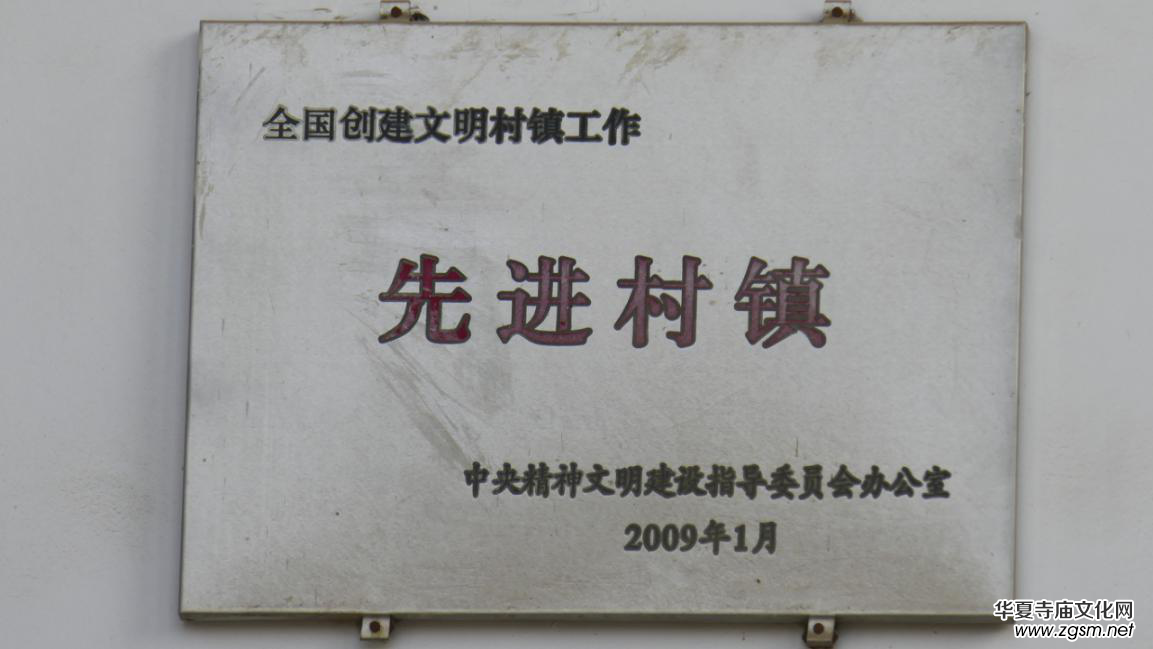 全国创建文明村镇工作
先进村镇
中央精神文明建设指导委员会办公室
2009年1月
华夏寺庙文化网
www.zgsm.net